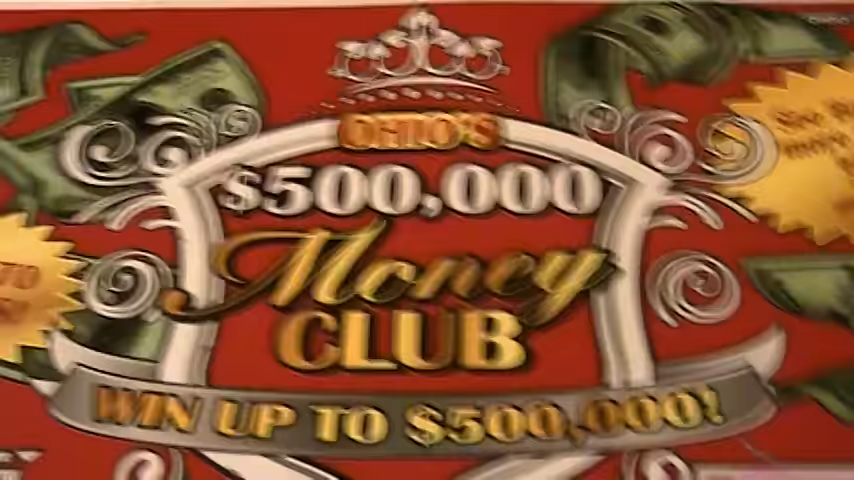 OHIO'S
$500,000
Money
CLUB
WIN UP TO $500,000!